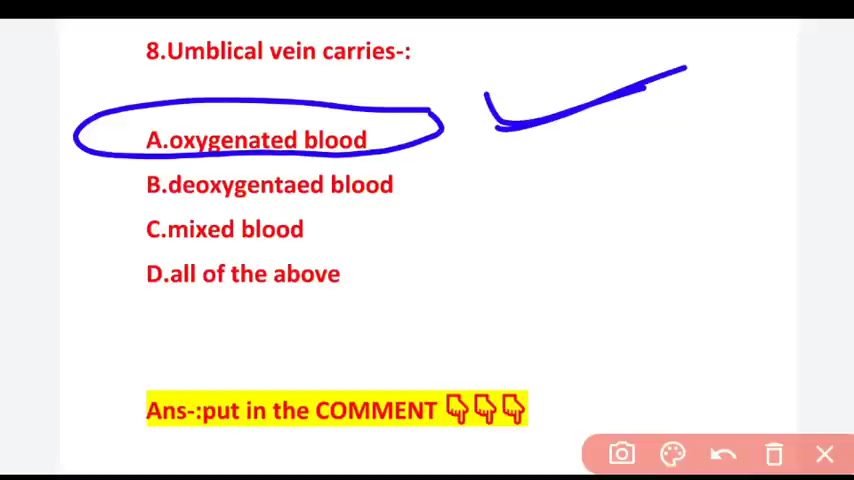 8.Umblical vein carries-:
A.oxygenated blood
B.deoxygentaed blood
C.mixed blood
D.all of the above
Ans-:put in the COMMENT 👇👇👇